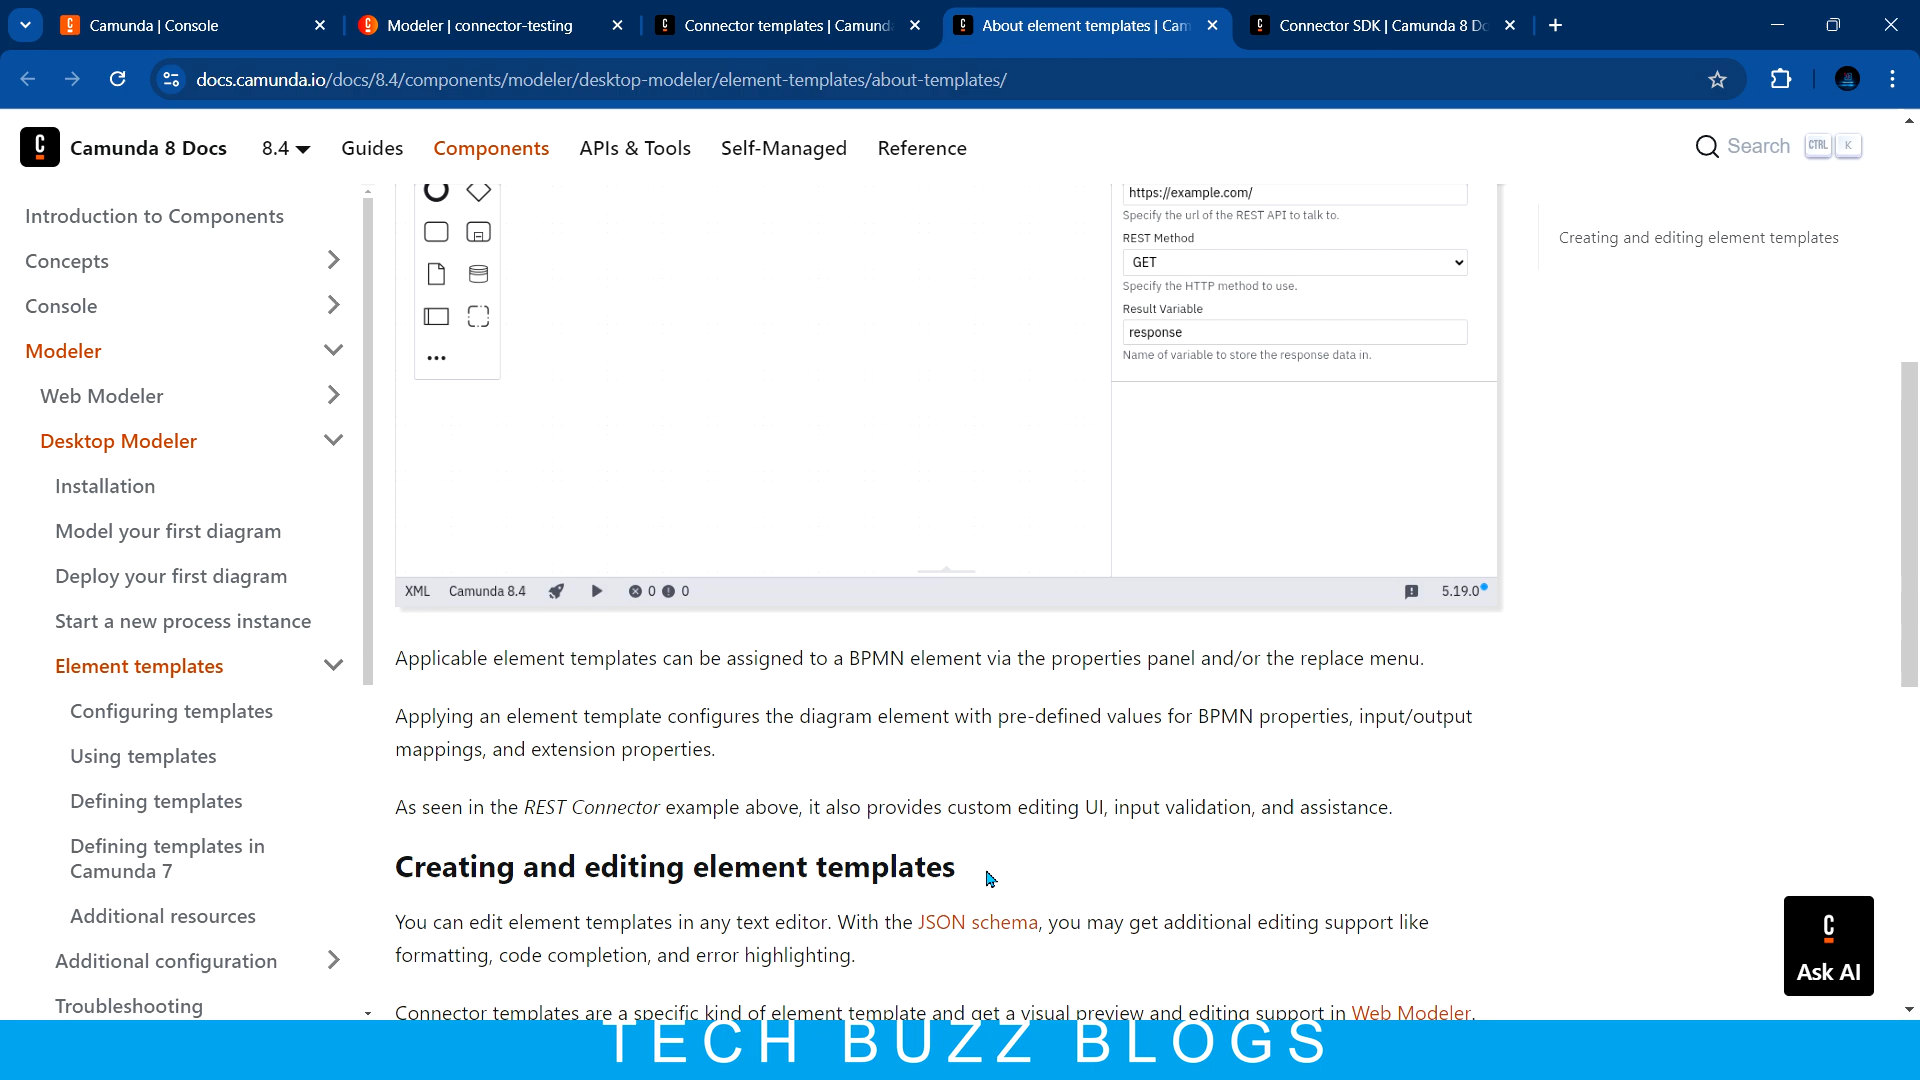 Camunda | Console
Modeler | connector-testing
Connector templates | Camund
About element templates | Cam
Connector SDK | Camunda 8 Do
docs.camunda.io/docs/8.4/components/modeler/desktop-modeler/element-templates/about-templates/
Camunda 8 Docs
8.4
Guides
Components
APIs & Tools
Self-Managed
Reference
Search
CTRL
K
Introduction to Components
Concepts
Console
Modeler
Web Modeler
Desktop Modeler
Installation
Model your first diagram
Deploy your first diagram
Start a new process instance
Element templates
Configuring templates
Using templates
Defining templates
Defining templates in
Camunda 7
Additional resources
Additional configuration
Troubleshooting
https://example.com/
Specify the url of the REST API to talk to.
REST Method
GET
Specify the HTTP method to use.
Result Variable
response
Name of variable to store the response data in.
XML Camunda 8.4 0 0 5.19.0
Applicable element templates can be assigned to a BPMN element via the properties panel and/or the replace menu.
Applying an element template configures the diagram element with pre-defined values for BPMN properties, input/output
mappings, and extension properties.
As seen in the REST Connector example above, it also provides custom editing UI, input validation, and assistance.
Creating and editing element templates
You can edit element templates in any text editor. With the JSON schema, you may get additional editing support like
formatting, code completion, and error highlighting.
Connector templates are a specific kind of element template and get a visual preview and editing support in Web Modeler.
Creating and editing element templates
Ask AI
TECH BUZZ BLOGS